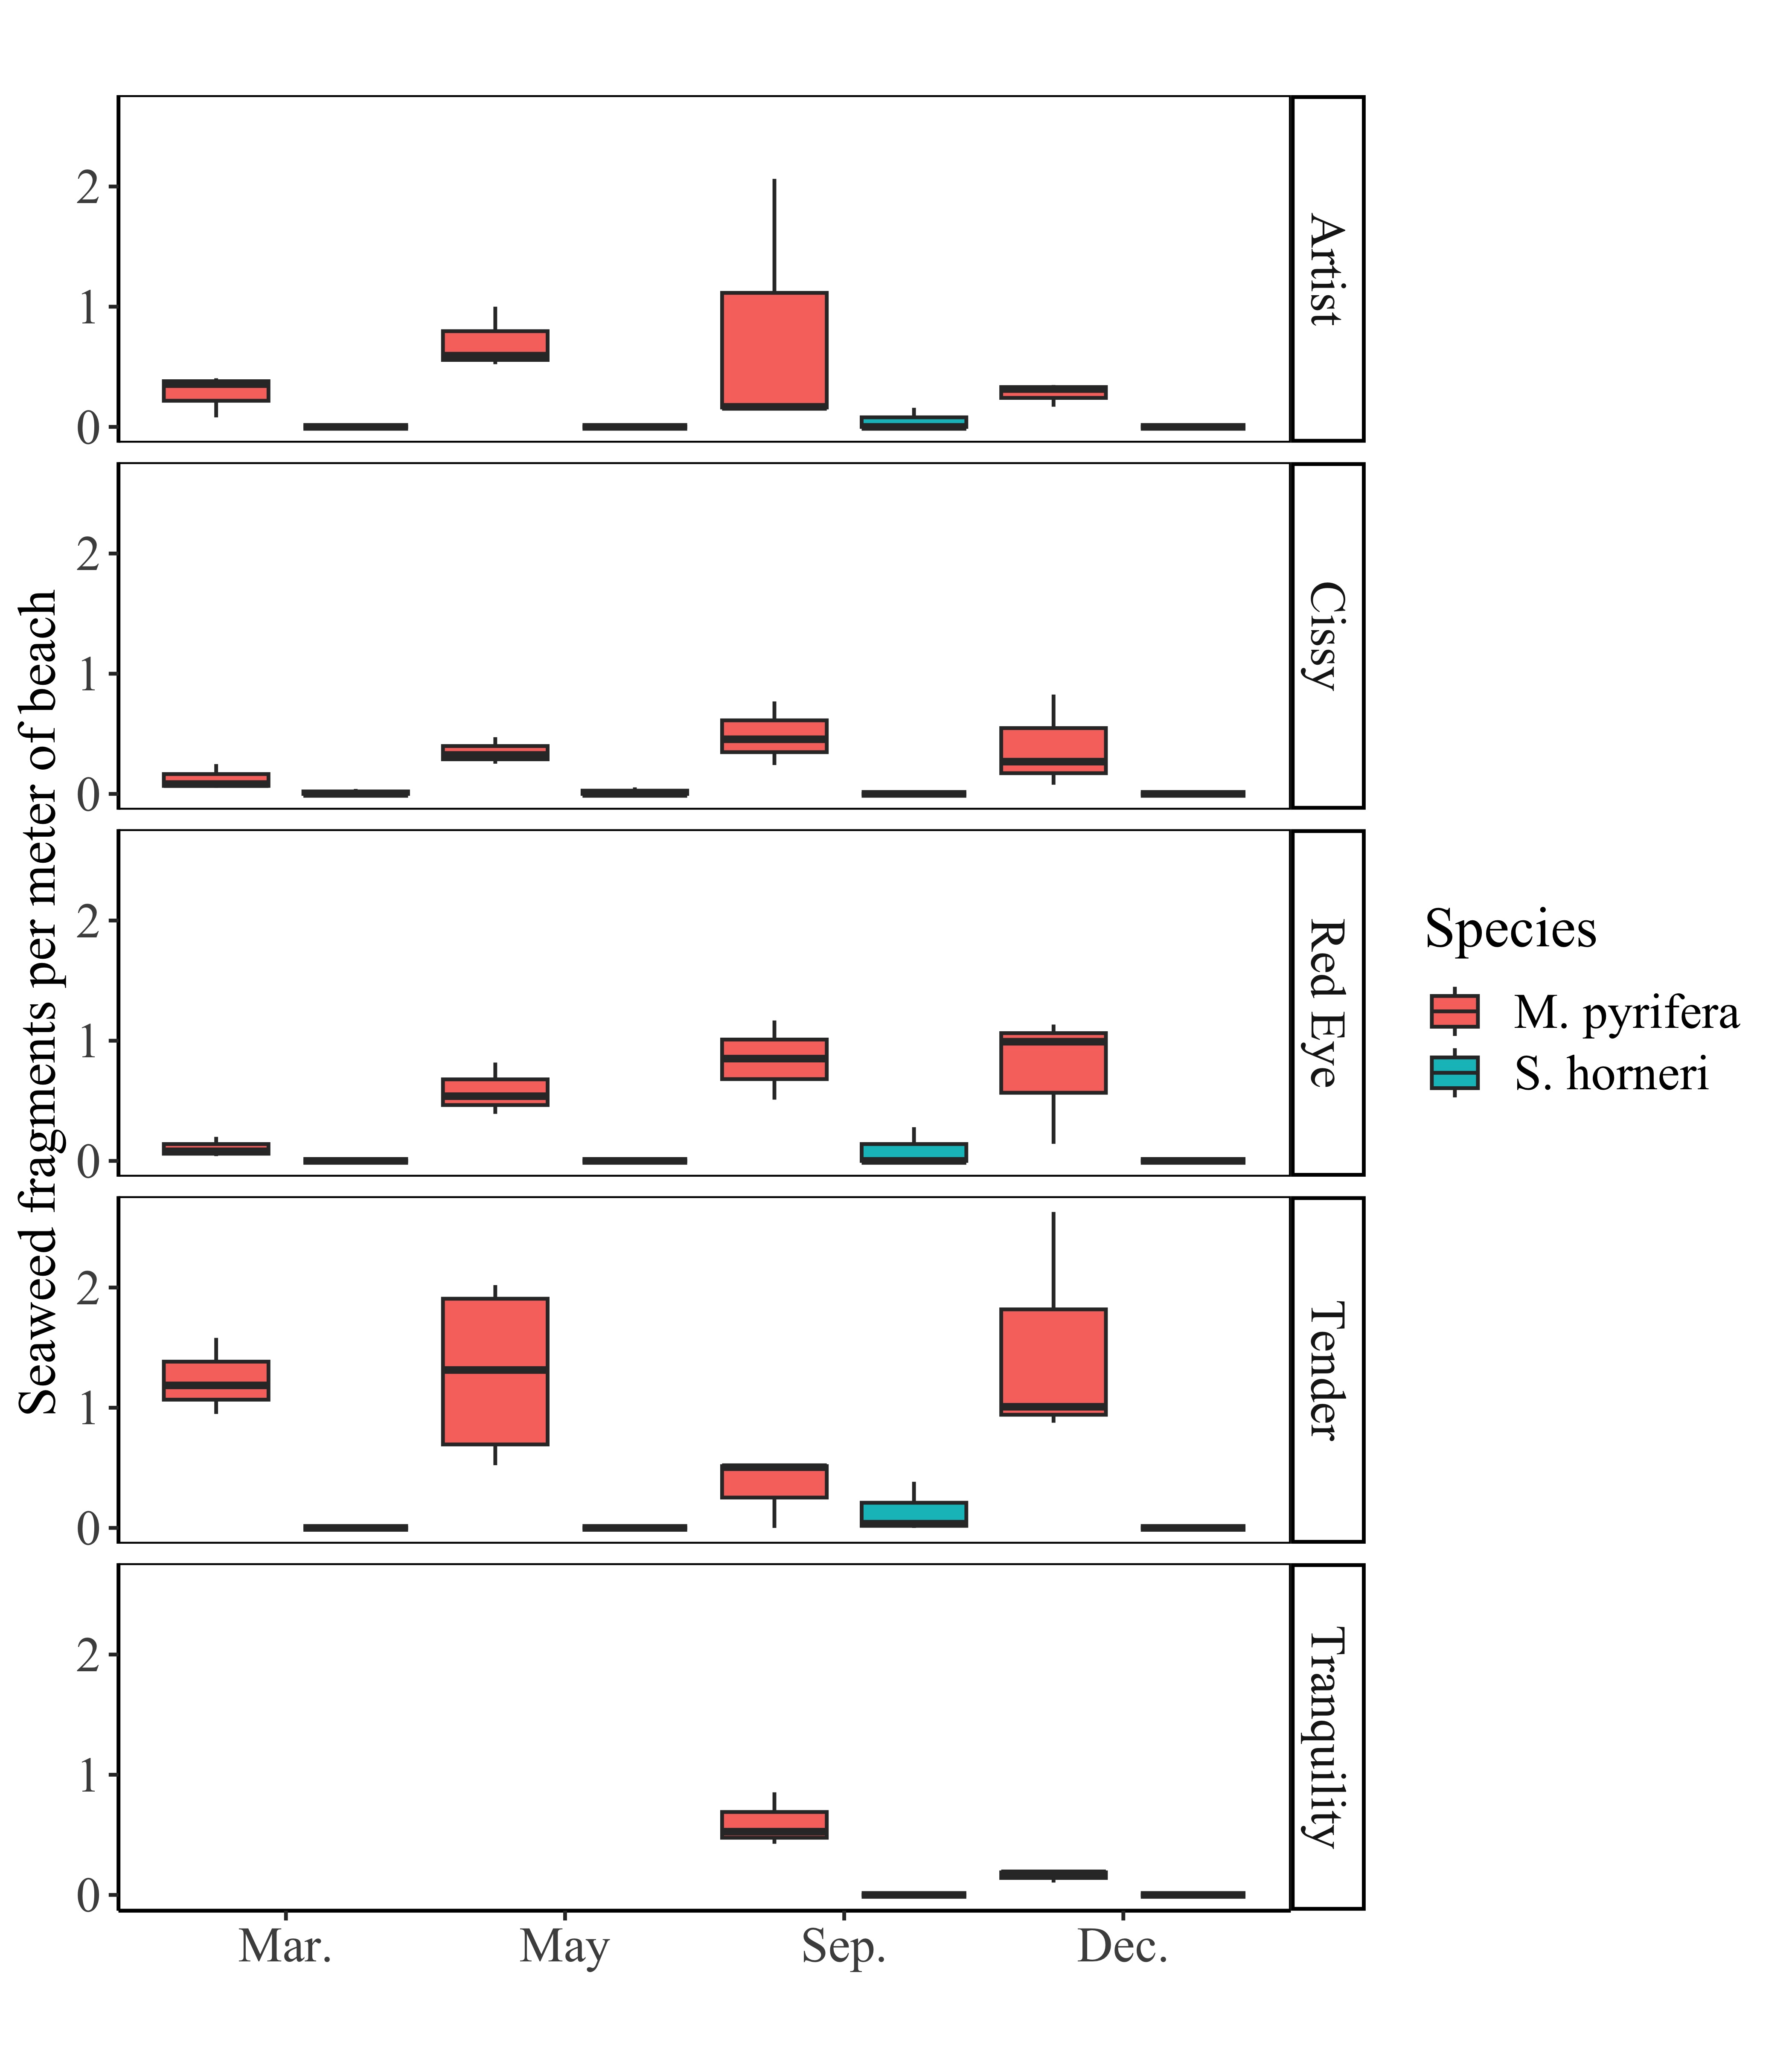 Seaweed fragments per meter of beach
2
1
0
Artist
2
1
0
Cissy
2
1
0
Red Eye
2
1
0
Tender
2
1
0
Tranquility
Mar. May Sep. Dec.
Species
M. pyrifera
S. horneri